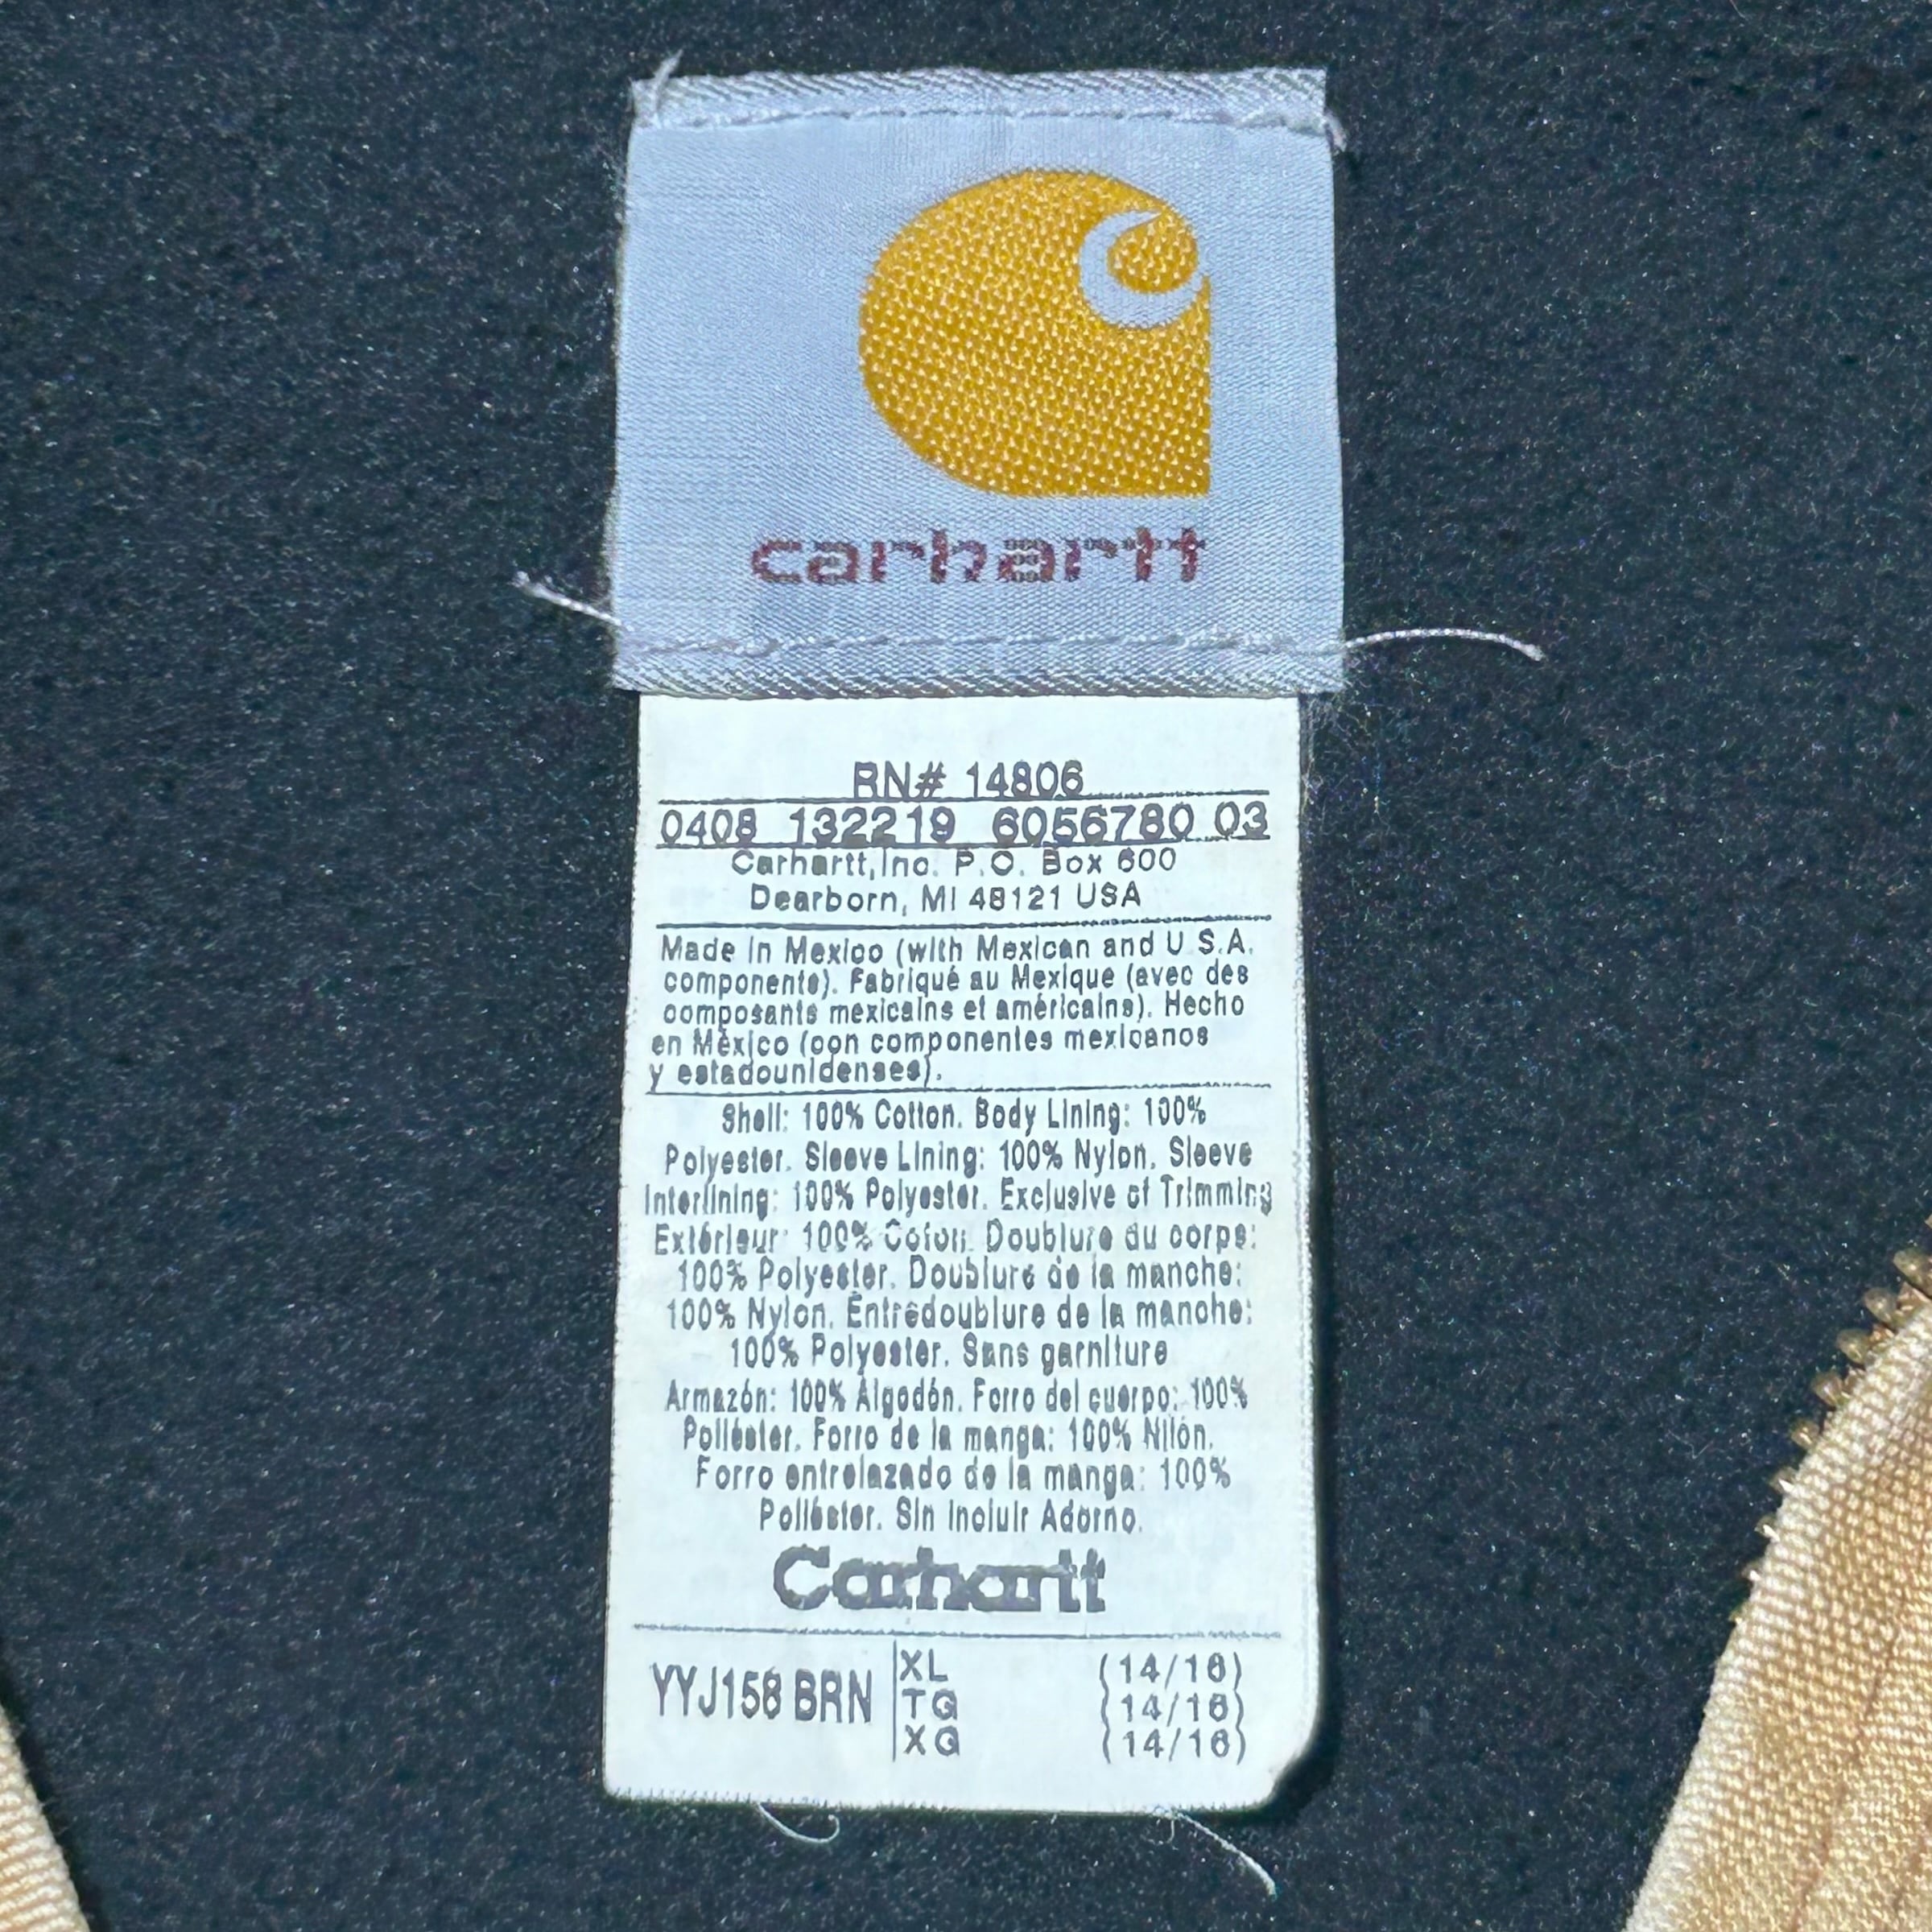 carhartt
RN# 14806
0408 132219 6056780 03
Carhartt, Inc. P.O. Box 600
Dearborn, MI 48121 USA
Made in Mexico (with Mexican and U.S.A.
components). Fabriqué au Mexique (avec des
composants mexicains et américains). Hecho
en México (con componentes mexicanos
y estadounidenses).
Shell: 100% Cotton. Body Lining: 100%
Polyester. Sleeve Lining: 100% Nylon. Sleeve
Interlining: 100% Polyester. Exclusive of Trimming
Extérieur: 100% Coton. Doublure du corps:
100% Polyester. Doublure de la manche:
100% Nylon. Entredoublure de la manche:
100% Polyester. Sans garniture
Armazón: 100% Algodón. Forro del cuerpo: 100%
Poliéster. Forro de la manga: 100% Nilón.
Forro entrelazado de la manga: 100%
Poliéster. Sin Incluir Adorno.
Carhartt
YYJ158 BRN
XL (14/16)
TG (14/16)
XG (14/16)